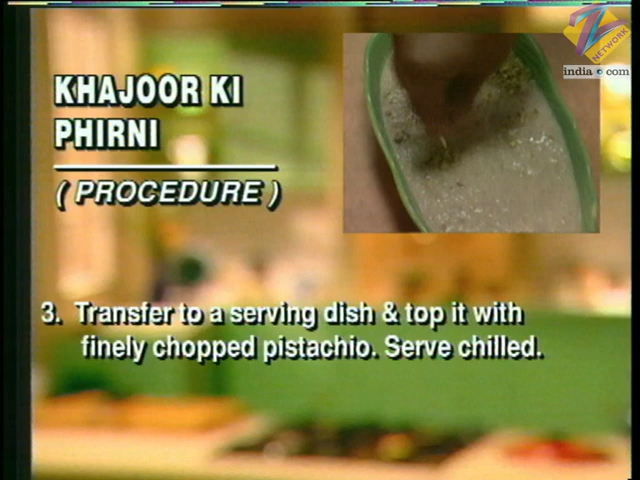 Z
NETWORK
india com
KHAJOOR KI
PHIRNI
( PROCEDURE )
3. Transfer to a serving dish & top it with
finely chopped pistachio. Serve chilled.